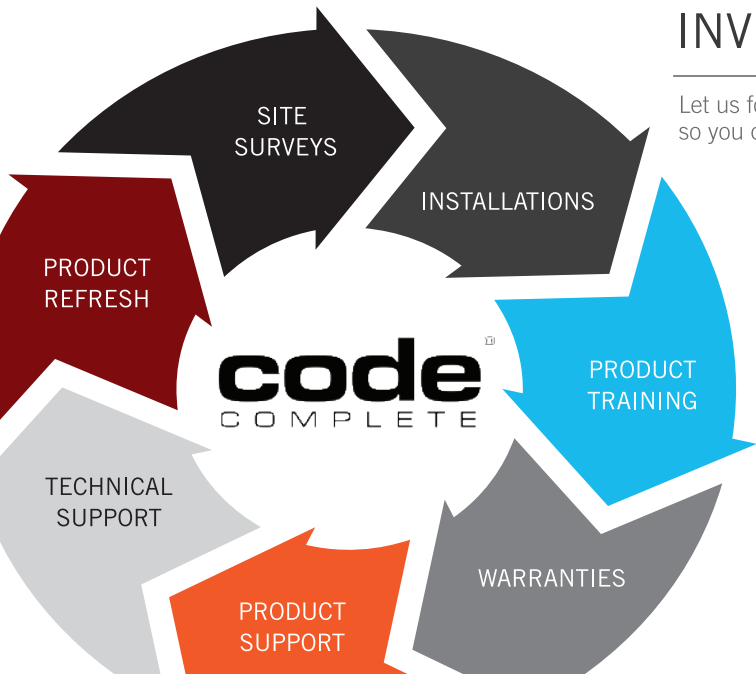 INV
Let us f
so you
SITE
SURVEYS
INSTALLATIONS
PRODUCT
REFRESH
code
COMPLETE
PRODUCT
TRAINING
TECHNICAL
SUPPORT
WARRANTIES
PRODUCT
SUPPORT